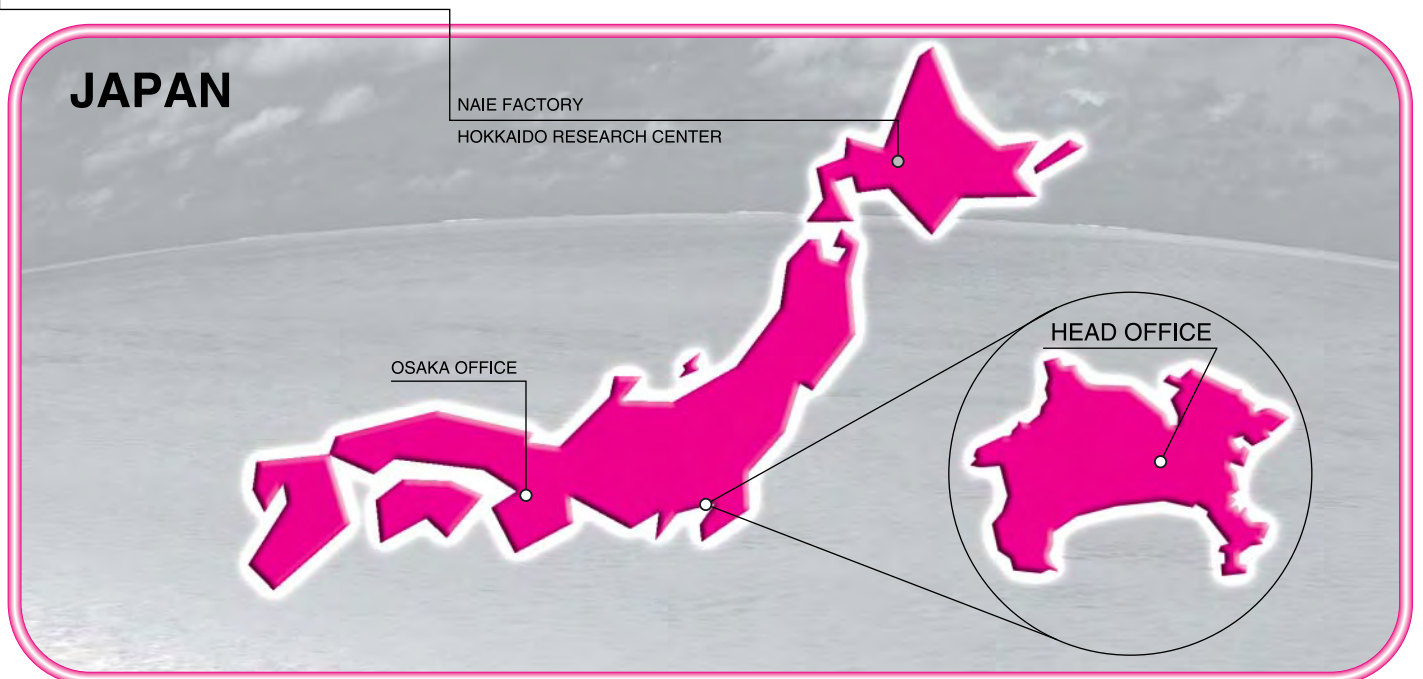 JAPAN
NAIE FACTORY
HOKKAIDO RESEARCH CENTER
HEAD OFFICE
OSAKA OFFICE